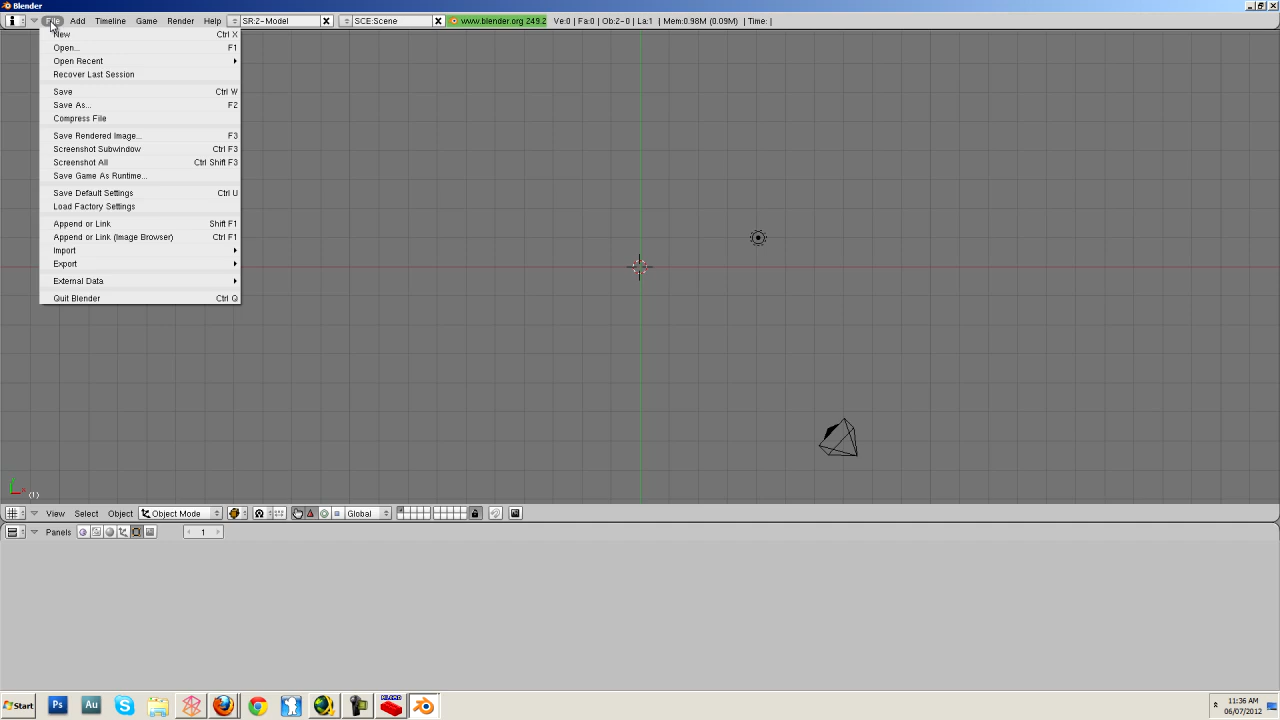 Blender
File Add Timeline Game Render Help SR:2-Model SCE:Scene www.blender.org 249.2 Ve:0 | Fa:0 | Ob:2-0 | La:1 | Mem:0.98M (0.09M) | Time: |
New Ctrl X
Open... F1
Open Recent
Recover Last Session
Save Ctrl W
Save As... F2
Compress File
Save Rendered Image... F3
Screenshot Subwindow Ctrl F3
Screenshot All Ctrl Shift F3
Save Game As Runtime...
Save Default Settings Ctrl U
Load Factory Settings
Append or Link Shift F1
Append or Link (Image Browser) Ctrl F1
Import
Export
External Data
Quit Blender Ctrl Q
(1)
View Select Object Object Mode Global
Panels 1
Start Ps Au 11:36 AM
06/07/2012